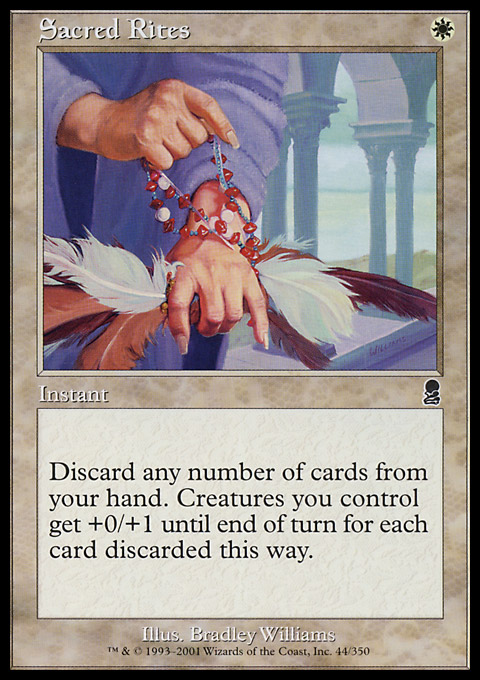 Sacred Rites
Instant
Discard any number of cards from
your hand. Creatures you control
get +0/+1 until end of turn for each
card discarded this way.
Illus. Bradley Williams
™ & © 1993–2001 Wizards of the Coast, Inc. 44/350